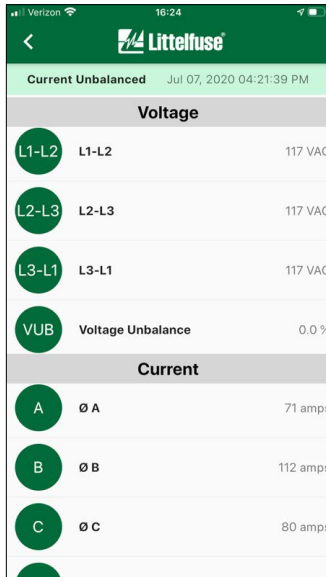 Verizon 16:24
Littelfuse®
Current Unbalanced Jul 07, 2020 04:21:39 PM
Voltage
L1-L2 L1-L2 117 VAC
L2-L3 L2-L3 117 VAC
L3-L1 L3-L1 117 VAC
VUB Voltage Unbalance 0.0 %
Current
A Ø A 71 amps
B Ø B 112 amps
C Ø C 80 amps